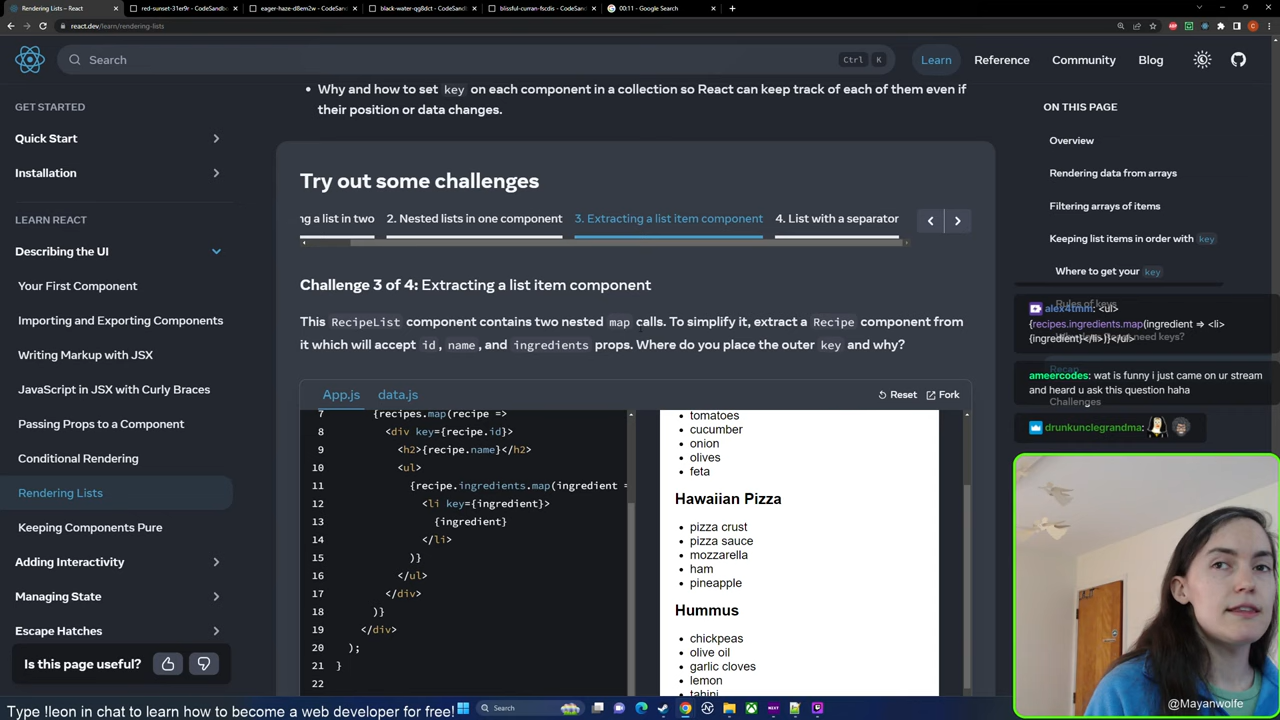 Rendering Lists – React
red-sunset-31er9r - CodeSandb
eager-haze-d8em2w - CodeSan
black-water-qg8dct - CodeSan
blissful-curran-fscdis - CodeSan
00:11 - Google Search
react.dev/learn/rendering-lists
Search
Ctrl K
Learn
Reference
Community
Blog
GET STARTED
Quick Start
Installation
LEARN REACT
Describing the UI
Your First Component
Importing and Exporting Components
Writing Markup with JSX
JavaScript in JSX with Curly Braces
Passing Props to a Component
Conditional Rendering
Rendering Lists
Keeping Components Pure
Adding Interactivity
Managing State
Escape Hatches
Is this page useful?
Why and how to set key on each component in a collection so React can keep track of each of them even if
their position or data changes.
Try out some challenges
ng a list in two
2. Nested lists in one component
3. Extracting a list item component
4. List with a separator
Challenge 3 of 4: Extracting a list item component
This RecipeList component contains two nested map calls. To simplify it, extract a Recipe component from
it which will accept id, name, and ingredients props. Where do you place the outer key and why?
App.js
data.js
Reset
Fork
7 {recipes.map(recipe =>
8 <div key={recipe.id}>
9 <h2>{recipe.name}</h2>
10 <ul>
11 {recipe.ingredients.map(ingredient =
12 <li key={ingredient}>
13 {ingredient}
14 </li>
15 )}
16 </ul>
17 </div>
18 )}
19 </div>
20 );
21 }
22
tomatoes
cucumber
onion
olives
feta
Hawaiian Pizza
pizza crust
pizza sauce
mozzarella
ham
pineapple
Hummus
chickpeas
olive oil
garlic cloves
lemon
tahini
ON THIS PAGE
Overview
Rendering data from arrays
Filtering arrays of items
Keeping list items in order with key
Where to get your key
Rules of keys
Recap
Challenges
alex4tmm: <ul>
{recipes.ingredients.map(ingredient => <li>
{ingredient}</li> )}</ul>
ameercodes: wat is funny i just came on ur stream
and heard u ask this question haha
drunkunclegrandma:
@Mayanwolfe
Type !leon in chat to learn how to become a web developer for free!
Search